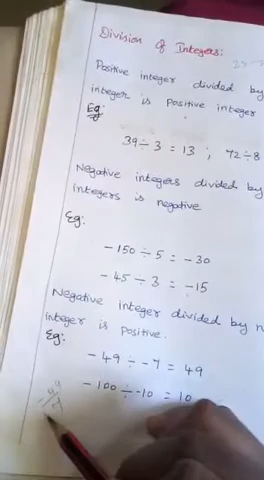 Division of Integers:
Positive integer divided by
integer is positive integer
Eg:
39 ÷ 3 = 13 ; 72 ÷ 8
Negative integers divided by
integers is negative
Eg:
-150 ÷ 5 = -30
-45 ÷ 3 = -15
Negative integer divided by n
integer is positive.
Eg:
-49 ÷ -7 = 49
-100 ÷ -10 = 10